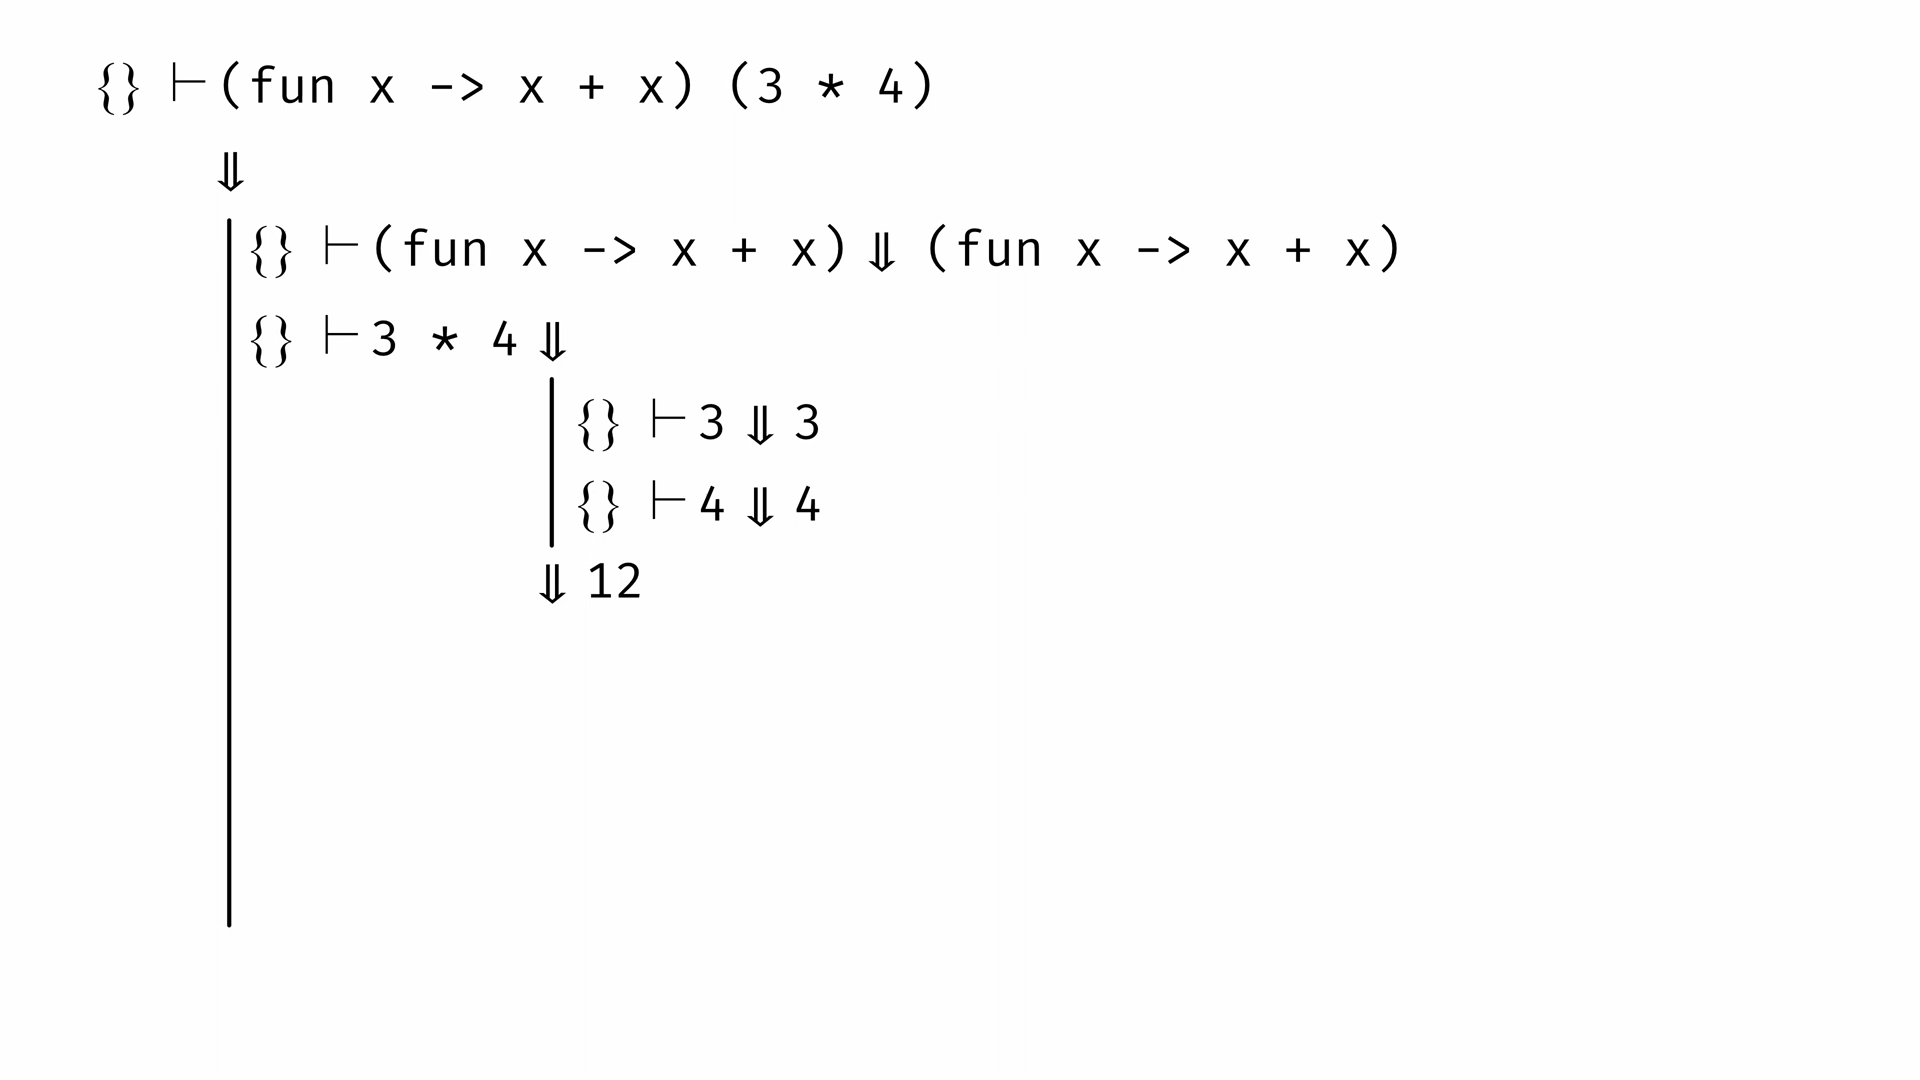 {} ⊢ (fun x -> x + x) (3 * 4)
⇓
{} ⊢ (fun x -> x + x) ⇓ (fun x -> x + x)
{} ⊢ 3 * 4 ⇓
{} ⊢ 3 ⇓ 3
{} ⊢ 4 ⇓ 4
⇓ 12